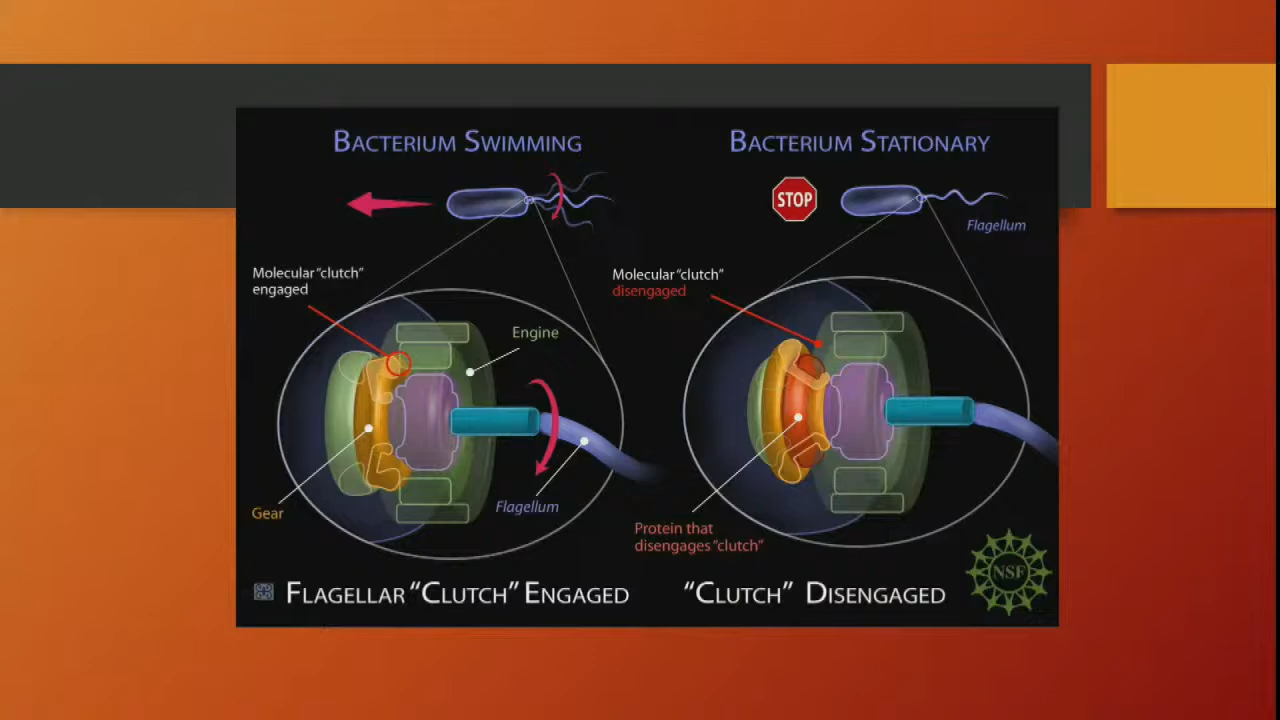 BACTERIUM SWIMMING
BACTERIUM STATIONARY
STOP
Flagellum
Molecular "clutch"
engaged
Molecular "clutch"
disengaged
Engine
Gear
Flagellum
Protein that
disengages "clutch"
NSF
FLAGELLAR "CLUTCH" ENGAGED
"CLUTCH" DISENGAGED